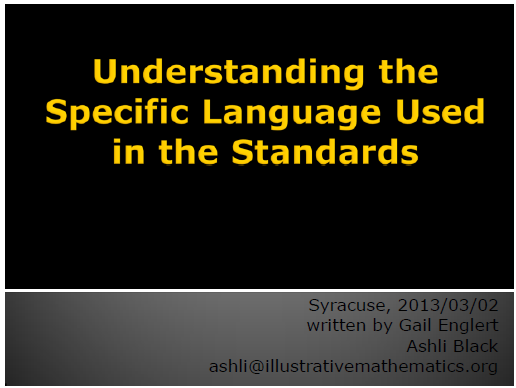 Understanding the
Specific Language Used
in the Standards
Syracuse, 2013/03/02
written by Gail Englert
Ashli Black
ashli@illustrativemathematics.org